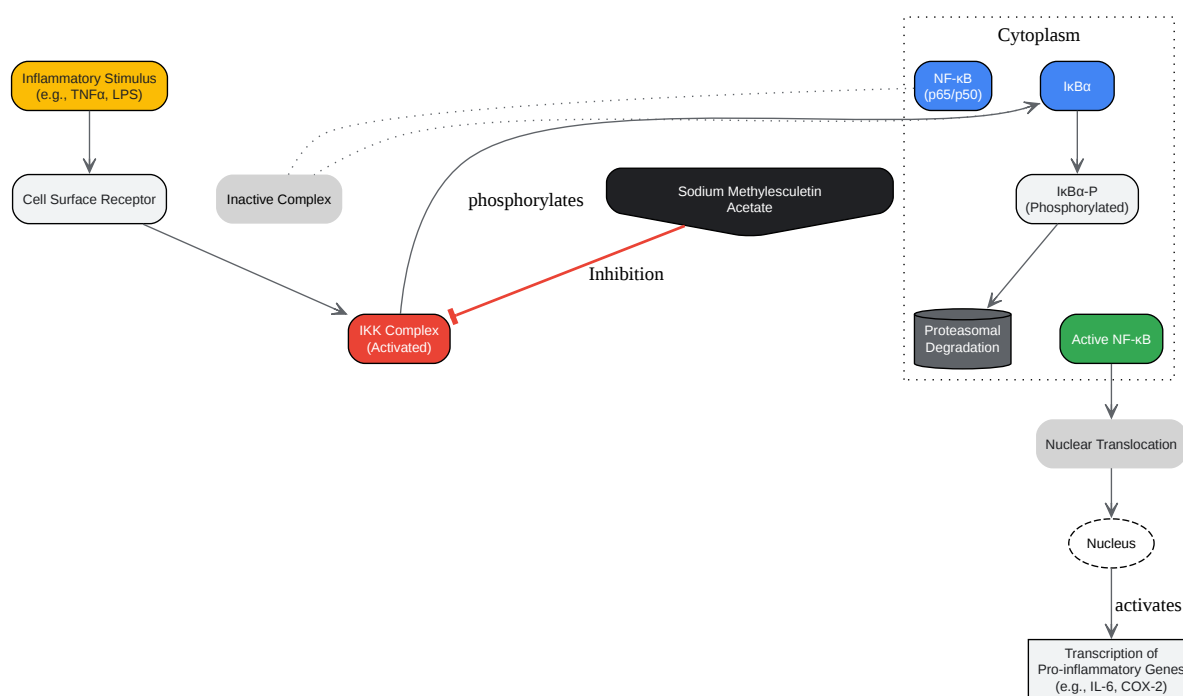 Cytoplasm
Inflammatory Stimulus
(e.g., TNFα, LPS)
NF-κB
(p65/p50)
IκBα
Cell Surface Receptor
Inactive Complex
phosphorylates
Sodium Methylesculetin
Acetate
IκBα-P
(Phosphorylated)
Inhibition
IKK Complex
(Activated)
Proteasomal
Degradation
Active NF-κB
Nuclear Translocation
Nucleus
activates
Transcription of
Pro-inflammatory Genes
(e.g., IL-6, COX-2)